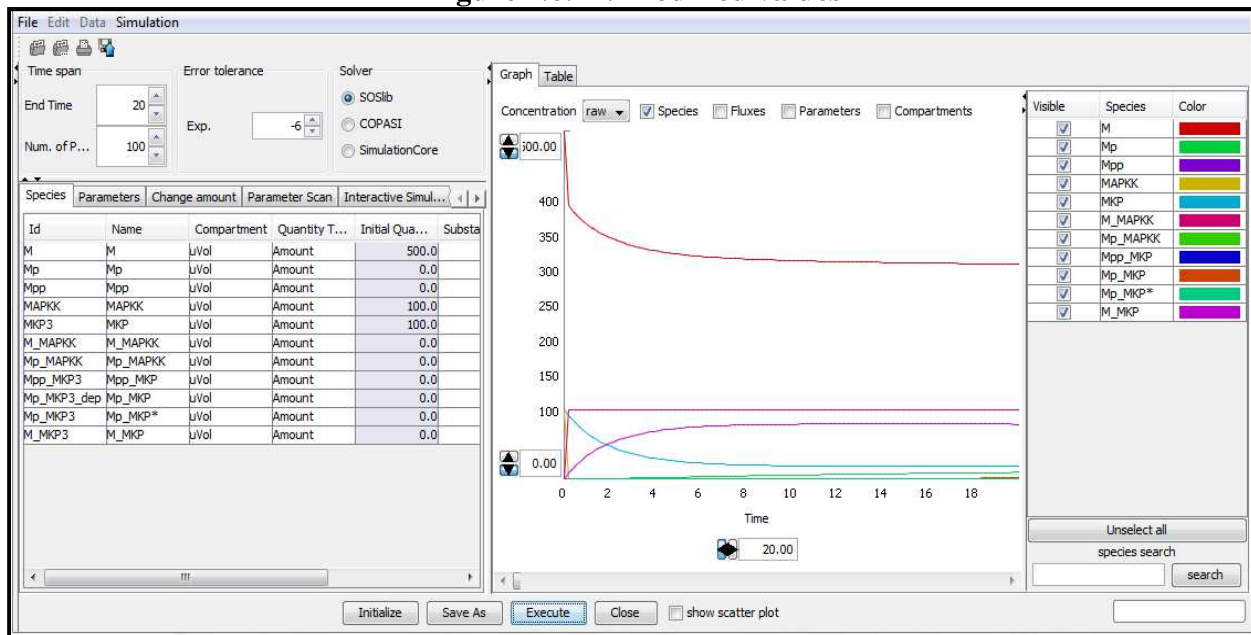 File Edit Data Simulation
Time span
End Time 20
Num. of P... 100
Error tolerance
Exp. -6
Solver
SOSlib
COPASI
SimulationCore
Species Parameters Change amount Parameter Scan Interactive Simul...
Id Name Compartment Quantity T... Initial Qua... Substa
M M uVol Amount 500.0
Mp Mp uVol Amount 0.0
Mpp Mpp uVol Amount 0.0
MAPKK MAPKK uVol Amount 100.0
MKP3 MKP uVol Amount 100.0
M_MAPKK M_MAPKK uVol Amount 0.0
Mp_MAPKK Mp_MAPKK uVol Amount 0.0
Mpp_MKP3 Mpp_MKP uVol Amount 0.0
Mp_MKP3_dep Mp_MKP uVol Amount 0.0
Mp_MKP3 Mp_MKP* uVol Amount 0.0
M_MKP3 M_MKP uVol Amount 0.0
Graph Table
Concentration raw Species Fluxes Parameters Compartments
400
350
300
250
200
150
100
0.00
0 2 4 6 8 10 12 14 16 18
Time
20.00
Visible Species Color
M
Mp
Mpp
MAPKK
MKP
M_MAPKK
Mp_MAPKK
Mpp_MKP
Mp_MKP
Mp_MKP*
M_MKP
Unselect all
species search
search
Initialize Save As Execute Close show scatter plot